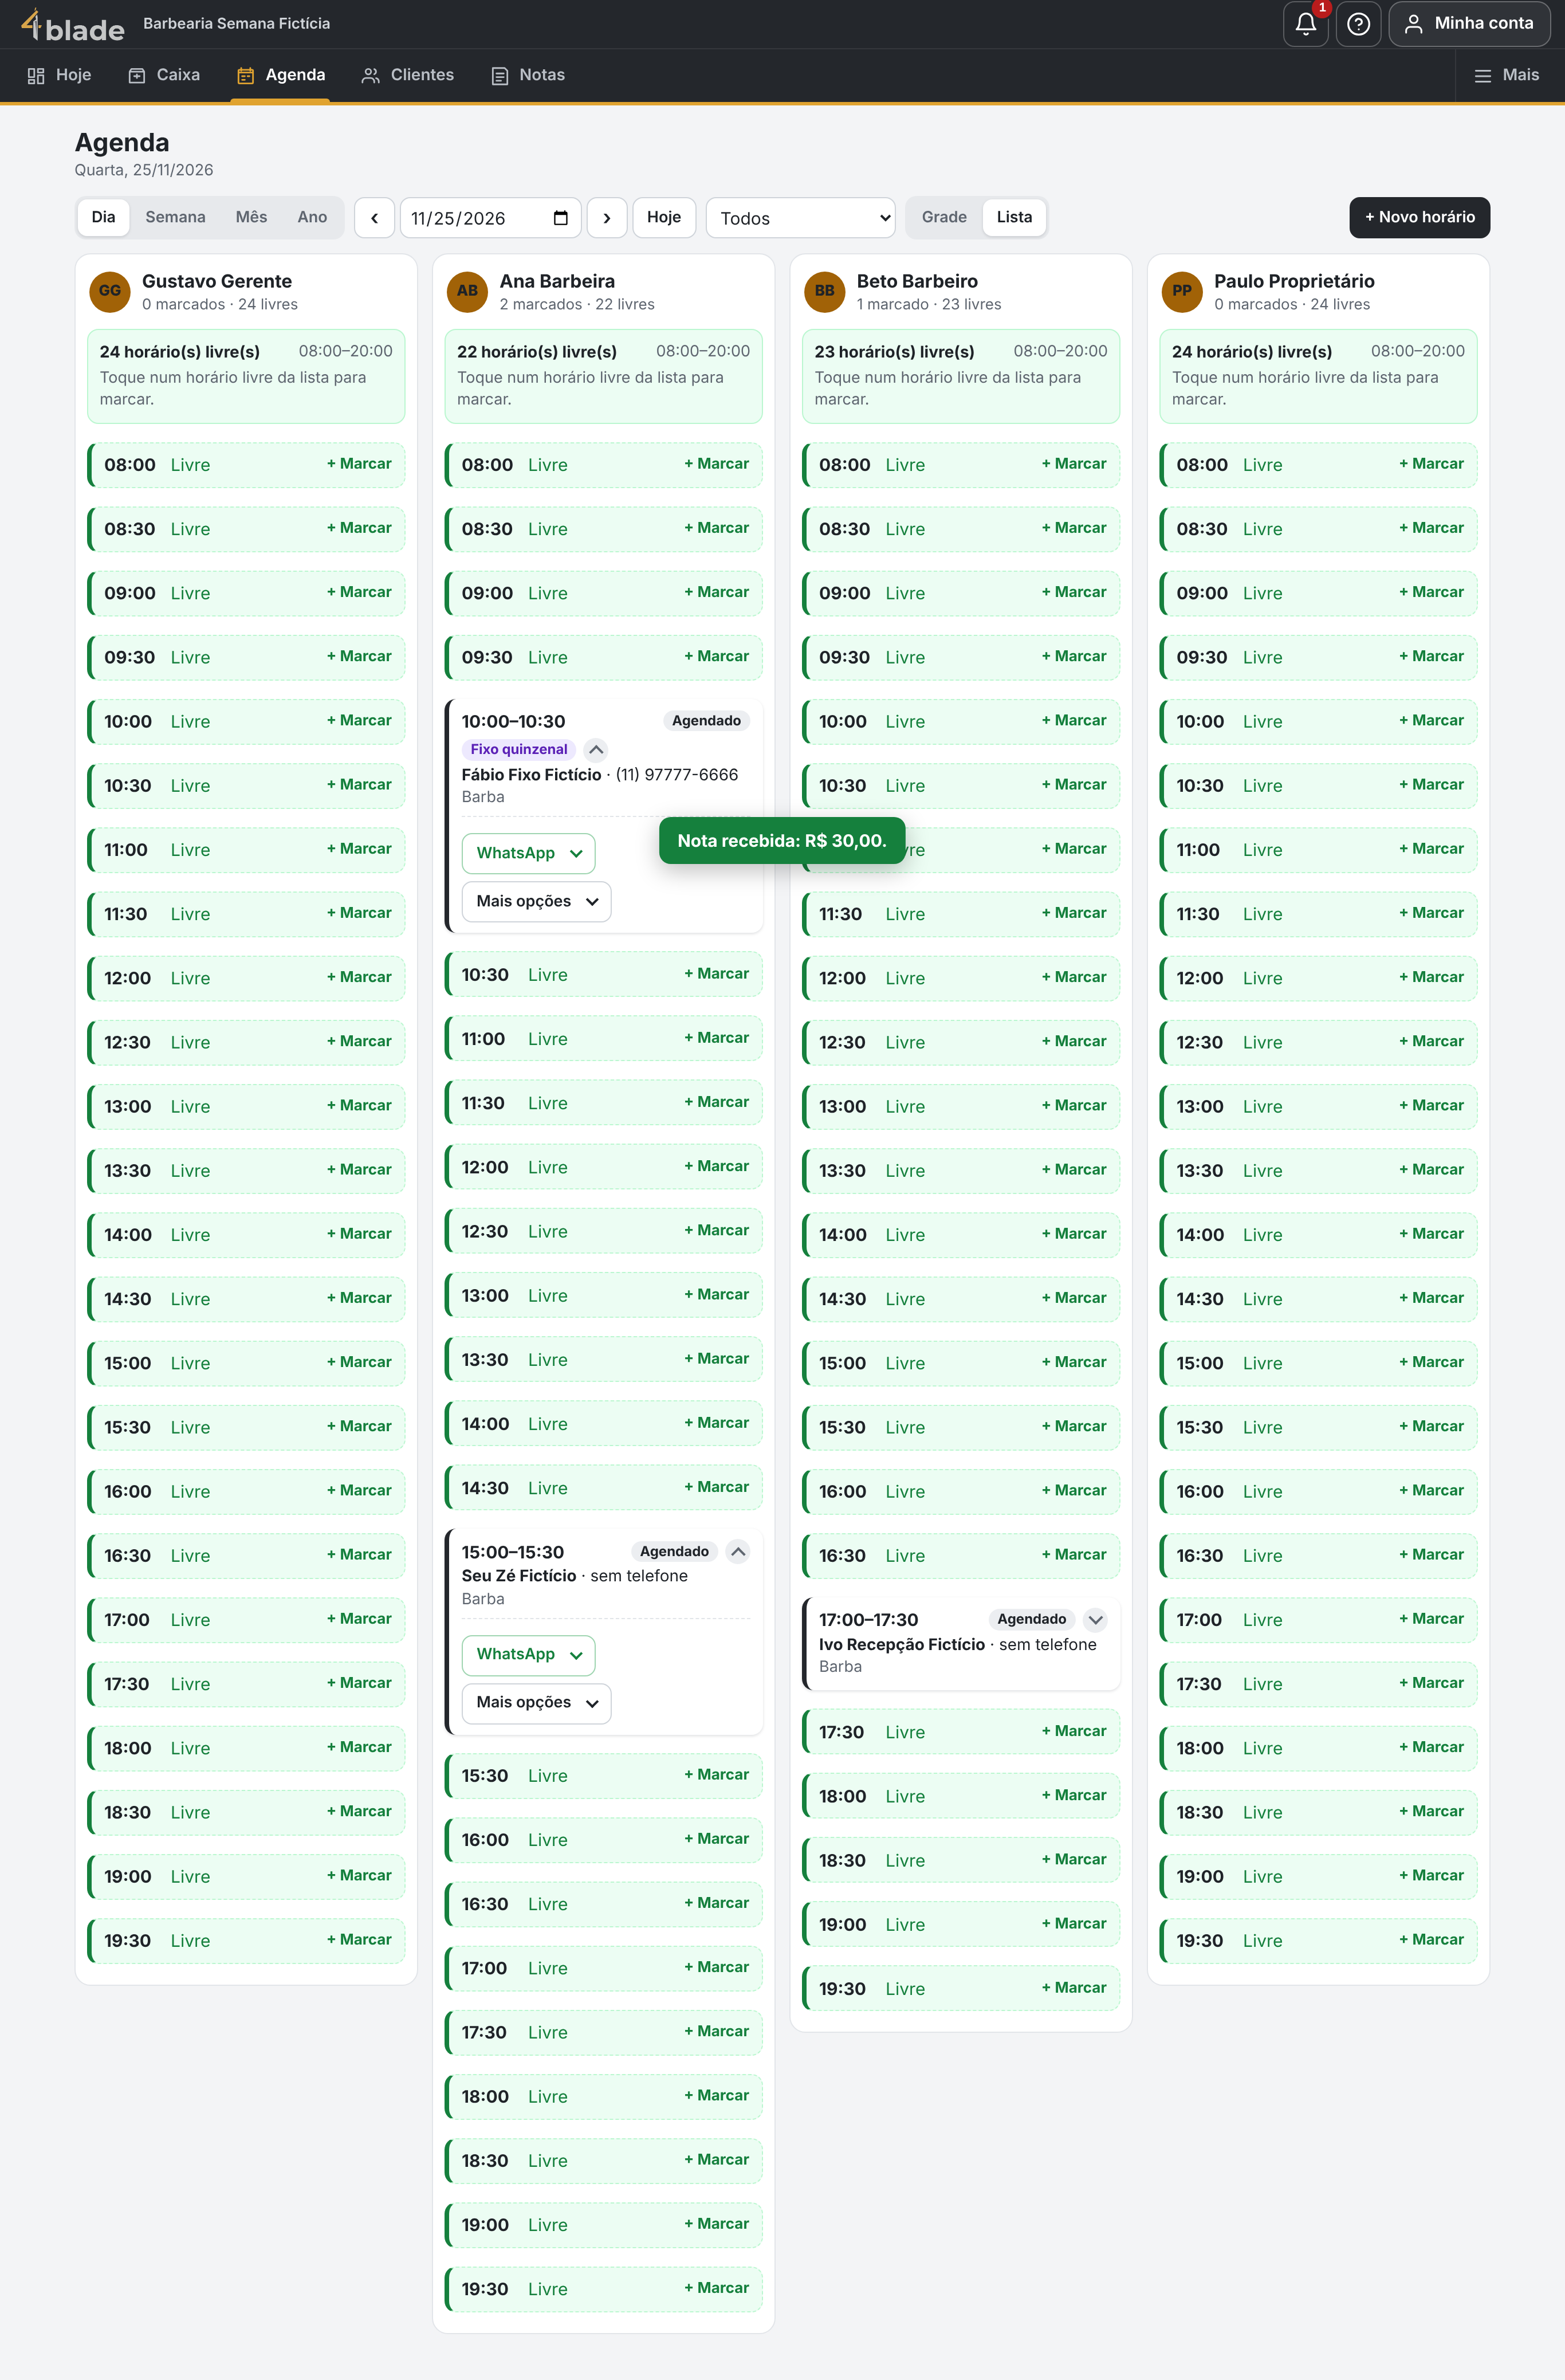 4blade
Barbearia Semana Fictícia
1
Minha conta
Hoje
Caixa
Agenda
Clientes
Notas
Mais
Agenda
Quarta, 25/11/2026
Dia
Semana
Mês
Ano
‹
11/25/2026
›
Hoje
Todos
Grade
Lista
+ Novo horário
GG
Gustavo Gerente
0 marcados · 24 livres
24 horário(s) livre(s) 08:00–20:00
Toque num horário livre da lista para
marcar.
08:00 Livre + Marcar
08:30 Livre + Marcar
09:00 Livre + Marcar
09:30 Livre + Marcar
10:00 Livre + Marcar
10:30 Livre + Marcar
11:00 Livre + Marcar
11:30 Livre + Marcar
12:00 Livre + Marcar
12:30 Livre + Marcar
13:00 Livre + Marcar
13:30 Livre + Marcar
14:00 Livre + Marcar
14:30 Livre + Marcar
15:00 Livre + Marcar
15:30 Livre + Marcar
16:00 Livre + Marcar
16:30 Livre + Marcar
17:00 Livre + Marcar
17:30 Livre + Marcar
18:00 Livre + Marcar
18:30 Livre + Marcar
19:00 Livre + Marcar
19:30 Livre + Marcar
AB
Ana Barbeira
2 marcados · 22 livres
22 horário(s) livre(s) 08:00–20:00
Toque num horário livre da lista para
marcar.
08:00 Livre + Marcar
08:30 Livre + Marcar
09:00 Livre + Marcar
09:30 Livre + Marcar
10:00–10:30 Agendado
Fixo quinzenal
Fábio Fixo Fictício · (11) 97777-6666
Barba
WhatsApp
Mais opções
10:30 Livre + Marcar
11:00 Livre + Marcar
11:30 Livre + Marcar
12:00 Livre + Marcar
12:30 Livre + Marcar
13:00 Livre + Marcar
13:30 Livre + Marcar
14:00 Livre + Marcar
14:30 Livre + Marcar
15:00–15:30 Agendado
Seu Zé Fictício · sem telefone
Barba
WhatsApp
Mais opções
15:30 Livre + Marcar
16:00 Livre + Marcar
16:30 Livre + Marcar
17:00 Livre + Marcar
17:30 Livre + Marcar
18:00 Livre + Marcar
18:30 Livre + Marcar
19:00 Livre + Marcar
19:30 Livre + Marcar
Nota recebida: R$ 30,00.
BB
Beto Barbeiro
1 marcado · 23 livres
23 horário(s) livre(s) 08:00–20:00
Toque num horário livre da lista para
marcar.
08:00 Livre + Marcar
08:30 Livre + Marcar
09:00 Livre + Marcar
09:30 Livre + Marcar
10:00 Livre + Marcar
10:30 Livre + Marcar
+ Marcar
11:30 Livre + Marcar
12:00 Livre + Marcar
12:30 Livre + Marcar
13:00 Livre + Marcar
13:30 Livre + Marcar
14:00 Livre + Marcar
14:30 Livre + Marcar
15:00 Livre + Marcar
15:30 Livre + Marcar
16:00 Livre + Marcar
16:30 Livre + Marcar
17:00–17:30 Agendado
Ivo Recepção Fictício · sem telefone
Barba
17:30 Livre + Marcar
18:00 Livre + Marcar
18:30 Livre + Marcar
19:00 Livre + Marcar
19:30 Livre + Marcar
PP
Paulo Proprietário
0 marcados · 24 livres
24 horário(s) livre(s) 08:00–20:00
Toque num horário livre da lista para
marcar.
08:00 Livre + Marcar
08:30 Livre + Marcar
09:00 Livre + Marcar
09:30 Livre + Marcar
10:00 Livre + Marcar
10:30 Livre + Marcar
11:00 Livre + Marcar
11:30 Livre + Marcar
12:00 Livre + Marcar
12:30 Livre + Marcar
13:00 Livre + Marcar
13:30 Livre + Marcar
14:00 Livre + Marcar
14:30 Livre + Marcar
15:00 Livre + Marcar
15:30 Livre + Marcar
16:00 Livre + Marcar
16:30 Livre + Marcar
17:00 Livre + Marcar
17:30 Livre + Marcar
18:00 Livre + Marcar
18:30 Livre + Marcar
19:00 Livre + Marcar
19:30 Livre + Marcar